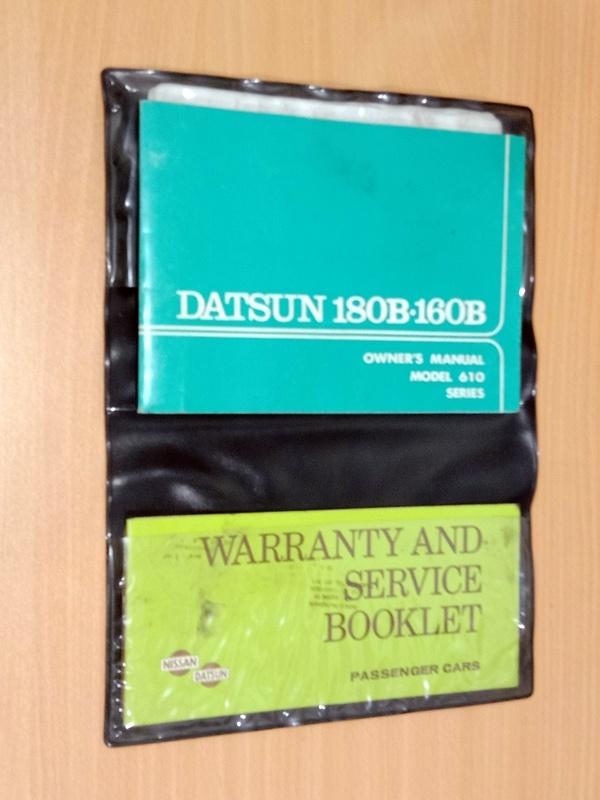 DATSUN 180B·160B
OWNER'S MANUAL
MODEL 610
SERIES
WARRANTY AND
SERVICE
BOOKLET
NISSAN
DATSUN
PASSENGER CARS